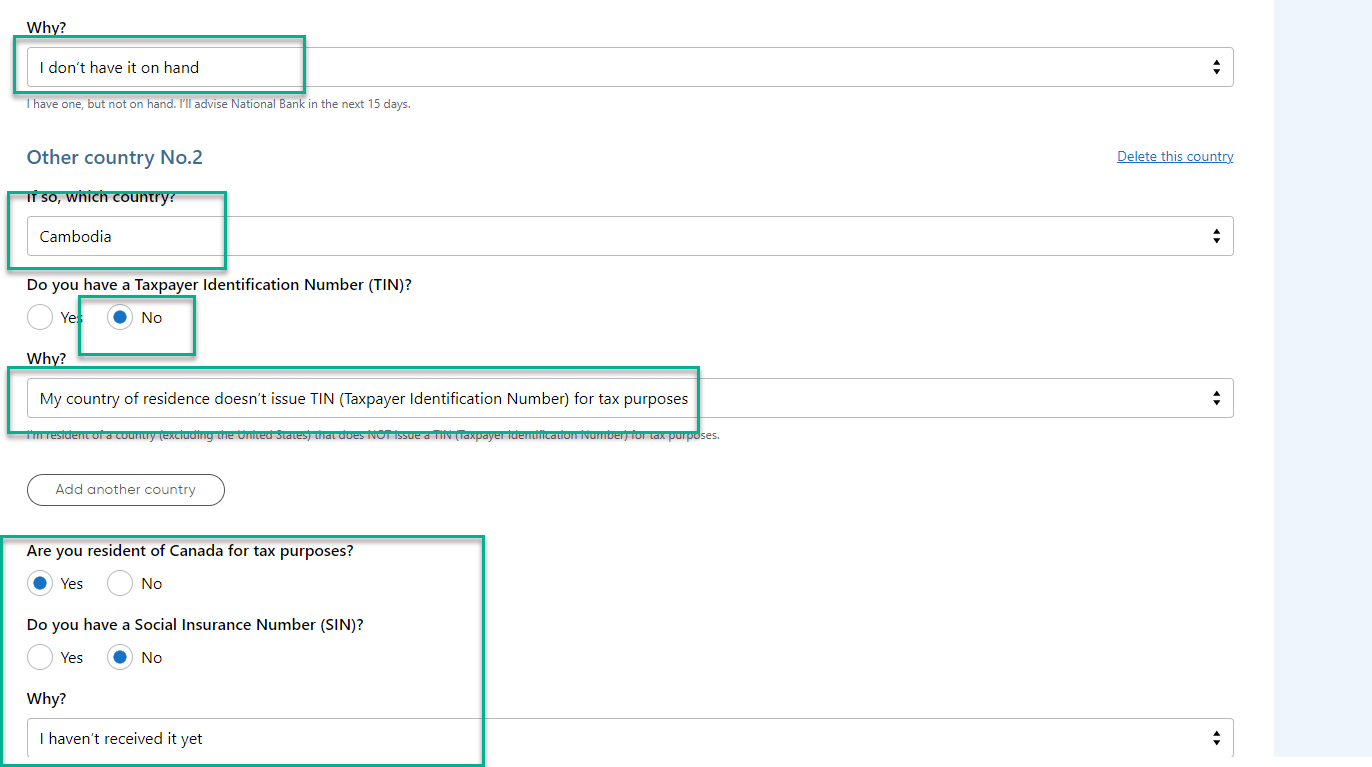 Why?
I don't have it on hand
I have one, but not on hand. I'll advise National Bank in the next 15 days.
Other country No.2
Delete this country
If so, which country?
Cambodia
Do you have a Taxpayer Identification Number (TIN)?
Yes No
Why?
My country of residence doesn't issue TIN (Taxpayer Identification Number) for tax purposes
I'm resident of a country (excluding the United States) that does NOT issue a TIN (Taxpayer Identification Number) for tax purposes.
Add another country
Are you resident of Canada for tax purposes?
Yes No
Do you have a Social Insurance Number (SIN)?
Yes No
Why?
I haven't received it yet